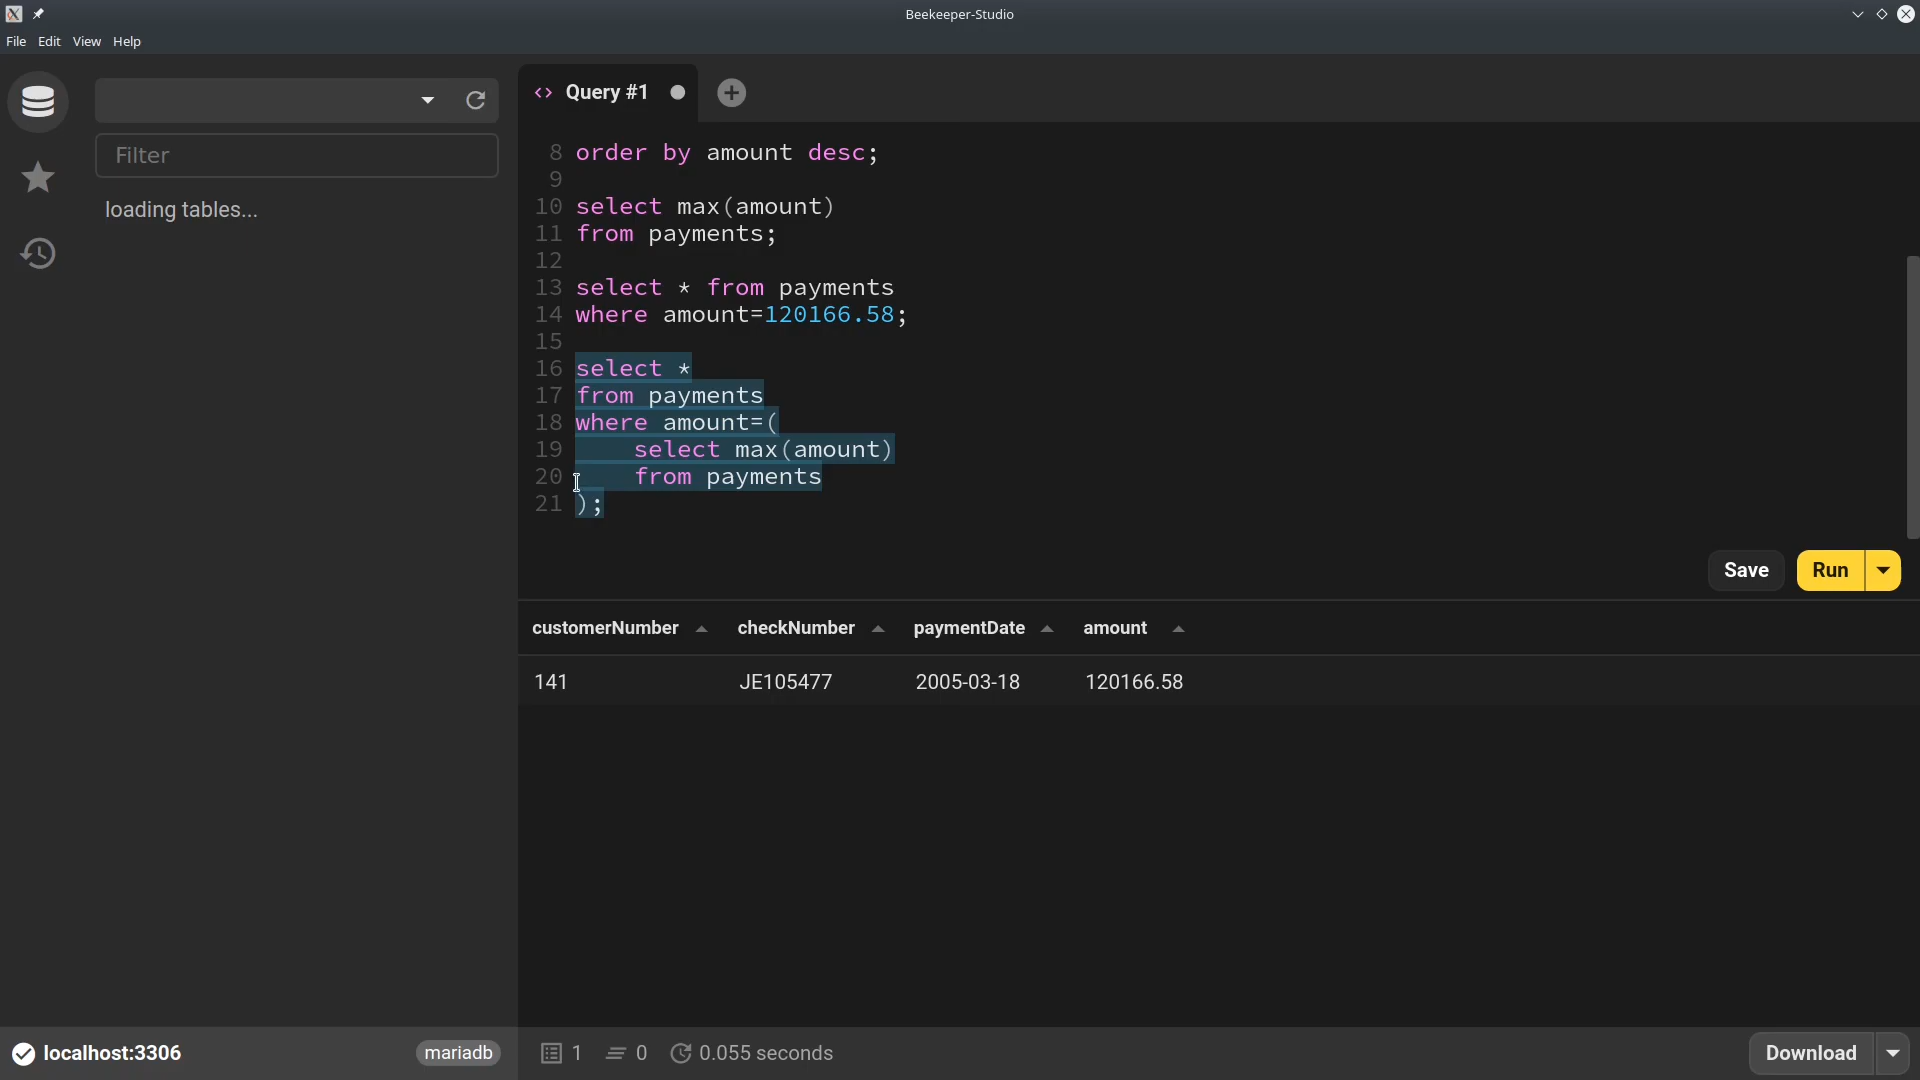 Beekeeper-Studio
File Edit View Help
Query #1
Filter
loading tables...
8 order by amount desc;
9
10 select max(amount)
11 from payments;
12
13 select * from payments
14 where amount=120166.58;
15
16 select *
17 from payments
18 where amount=(
19 select max(amount)
20 from payments
21 );
Save Run
customerNumber checkNumber paymentDate amount
141 JE105477 2005-03-18 120166.58
localhost:3306 mariadb 1 0 0.055 seconds Download